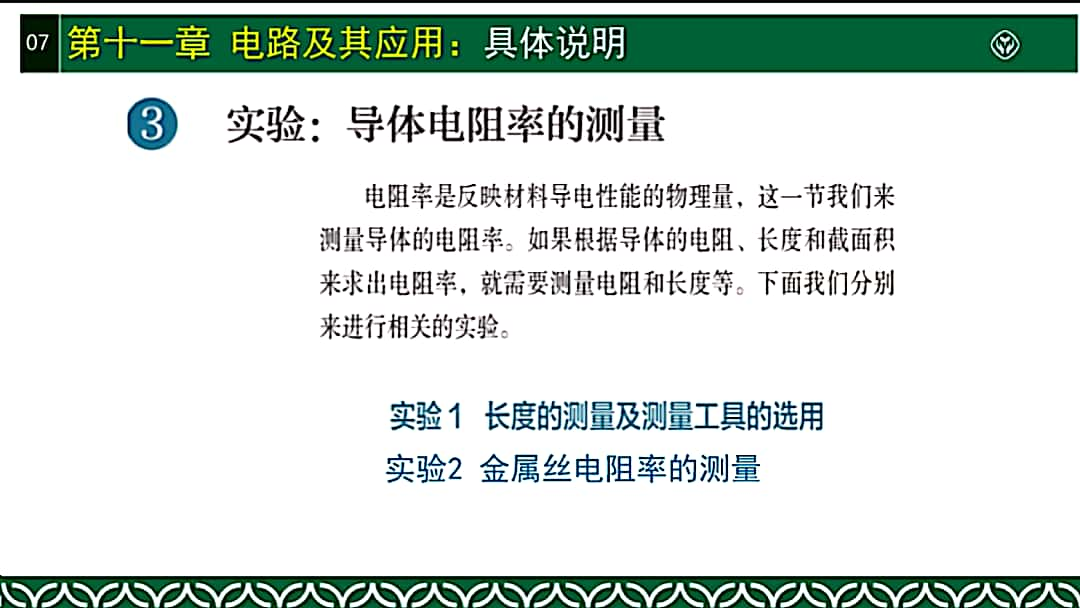 07 第十一章 电路及其应用：具体说明
3 实验：导体电阻率的测量
电阻率是反映材料导电性能的物理量，这一节我们来
测量导体的电阻率。如果根据导体的电阻、长度和截面积
来求出电阻率，就需要测量电阻和长度等。下面我们分别
来进行相关的实验。
实验1 长度的测量及测量工具的选用
实验2 金属丝电阻率的测量